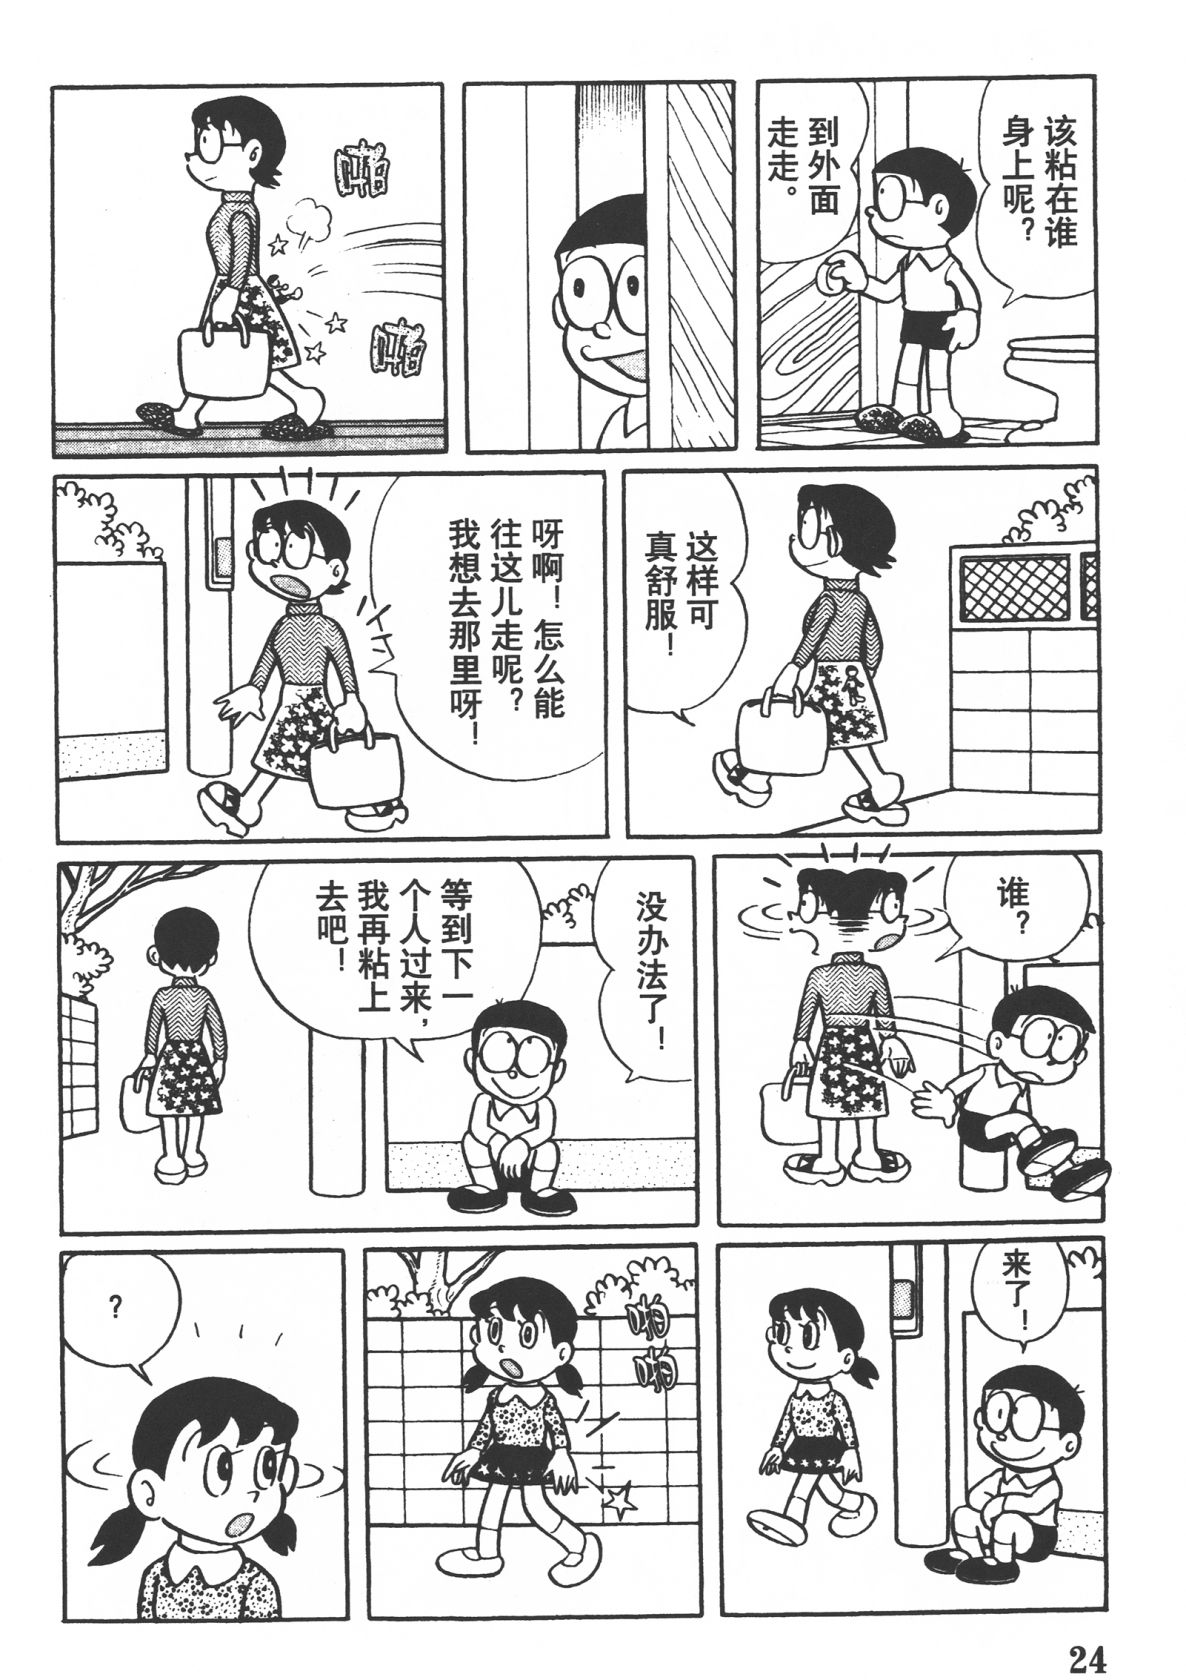 该粘在谁
身上呢？
到外面
走走。
啪
啪
这样可
真舒服！
呀啊！怎么能
往这儿走呢？
我想去那里呀！
谁？
没办法了！
等到下一
个人过来，
我再粘上
去吧！
来了！
啪
啪
？
24